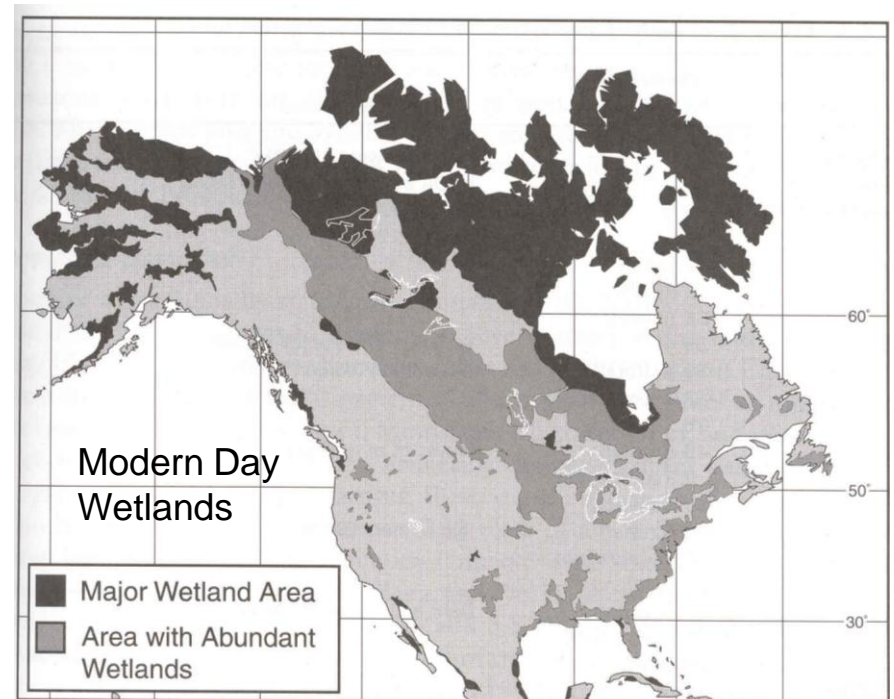 60°
Modern Day
Wetlands
50°
Major Wetland Area
30°
Area with Abundant
Wetlands